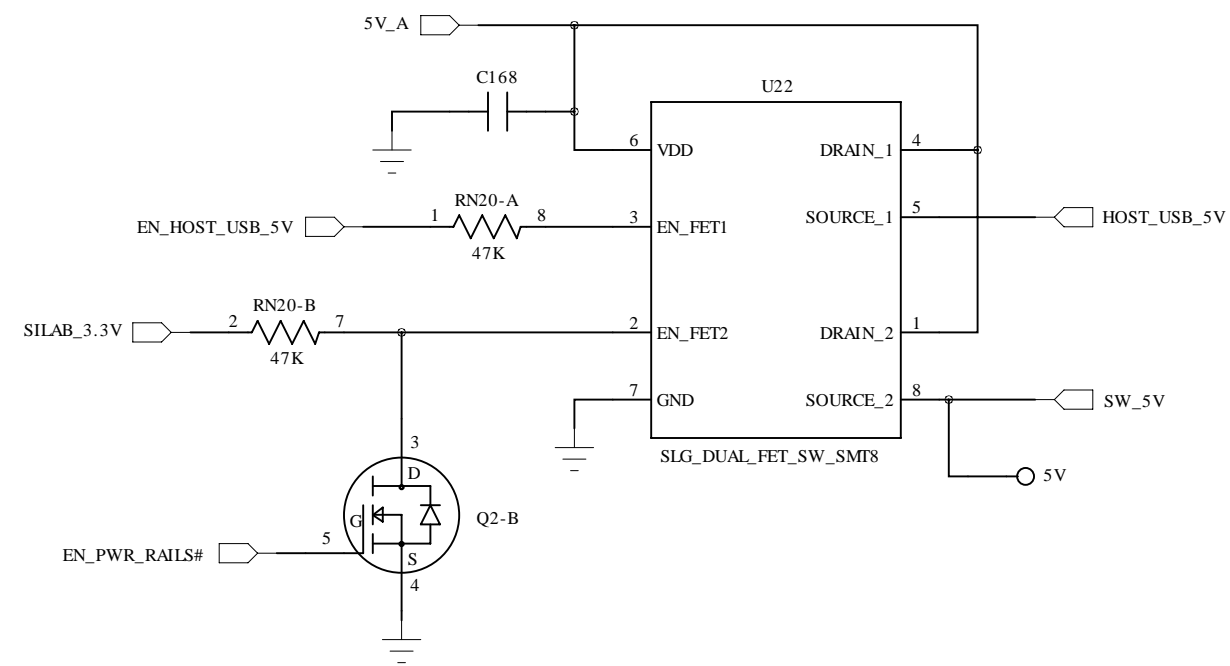 5V_A
C168
U22
6
VDD
DRAIN_1
4
RN20-A
EN_HOST_USB_5V
1
8
3
EN_FET1
SOURCE_1
5
HOST_USB_5V
47K
RN20-B
SILAB_3.3V
2
7
2
EN_FET2
DRAIN_2
1
47K
7
GND
SOURCE_2
8
SW_5V
SLG_DUAL_FET_SW_SMT8
5V
3
D
G
Q2-B
EN_PWR_RAILS#
5
S
4